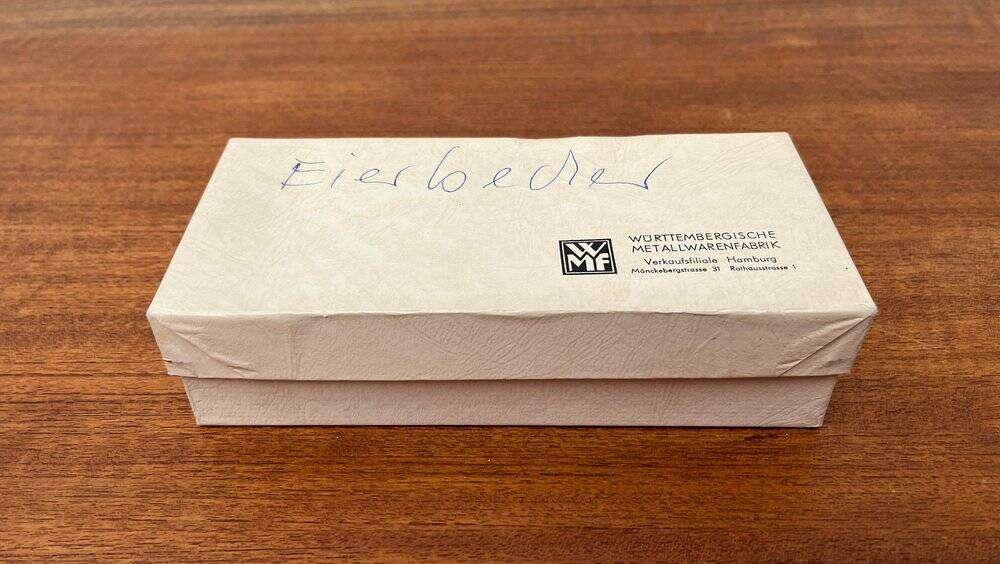 Eierbecher
WMF
WÜRTTEMBERGISCHE
METALLWARENFABRIK
Verkaufsfiliale Hamburg
Mönckebergstrasse 31 Rathausstrasse 1